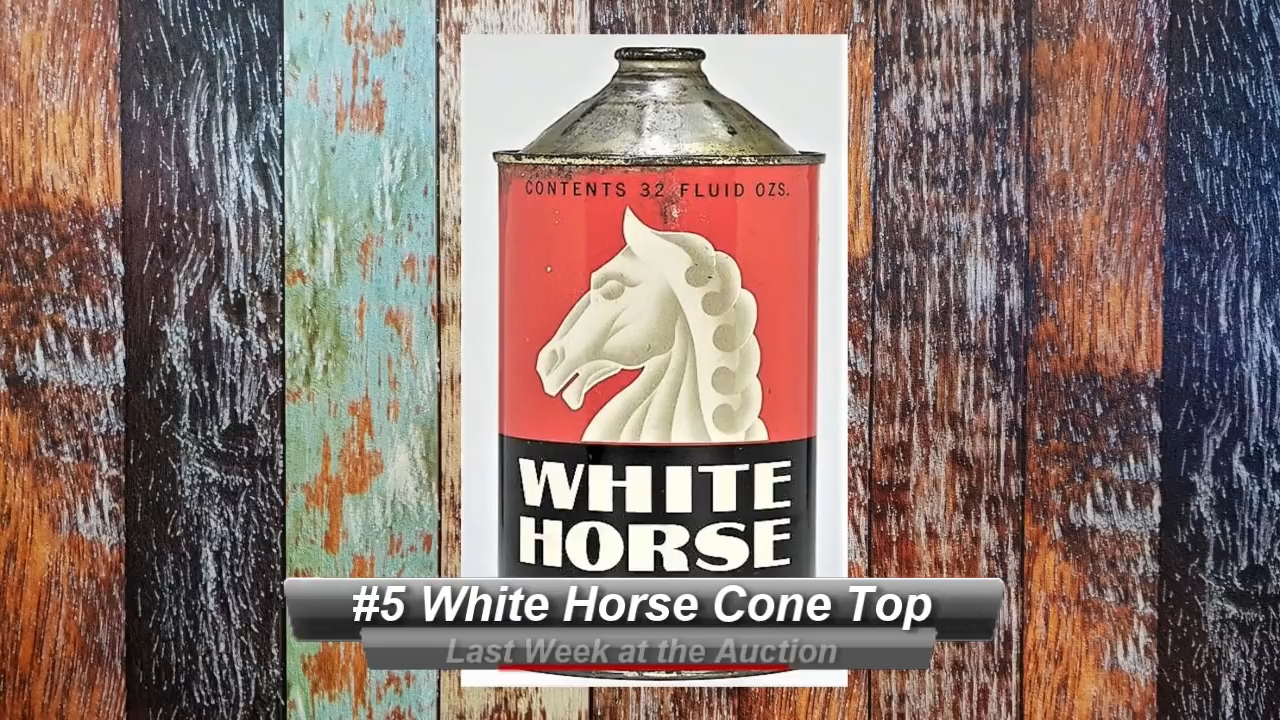 CONTENTS 32 FLUID OZS.
WHITE
HORSE
#5 White Horse Cone Top
Last Week at the Auction